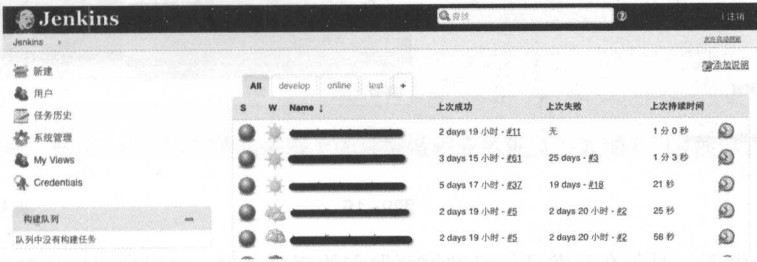 Jenkins
搜索
注销
Jenkins ›
添加说明
新建
用户
任务历史
系统管理
My Views
Credentials
构建队列
队列中没有构建任务
All develop online test +
S W Name ↓ 上次成功 上次失败 上次持续时间
2 days 19 小时 - #11 无 1 分 0 秒
3 days 15 小时 - #61 25 days - #3 1 分 3 秒
5 days 17 小时 - #37 19 days - #18 21 秒
2 days 19 小时 - #5 2 days 20 小时 - #2 25 秒
2 days 19 小时 - #5 2 days 20 小时 - #2 56 秒